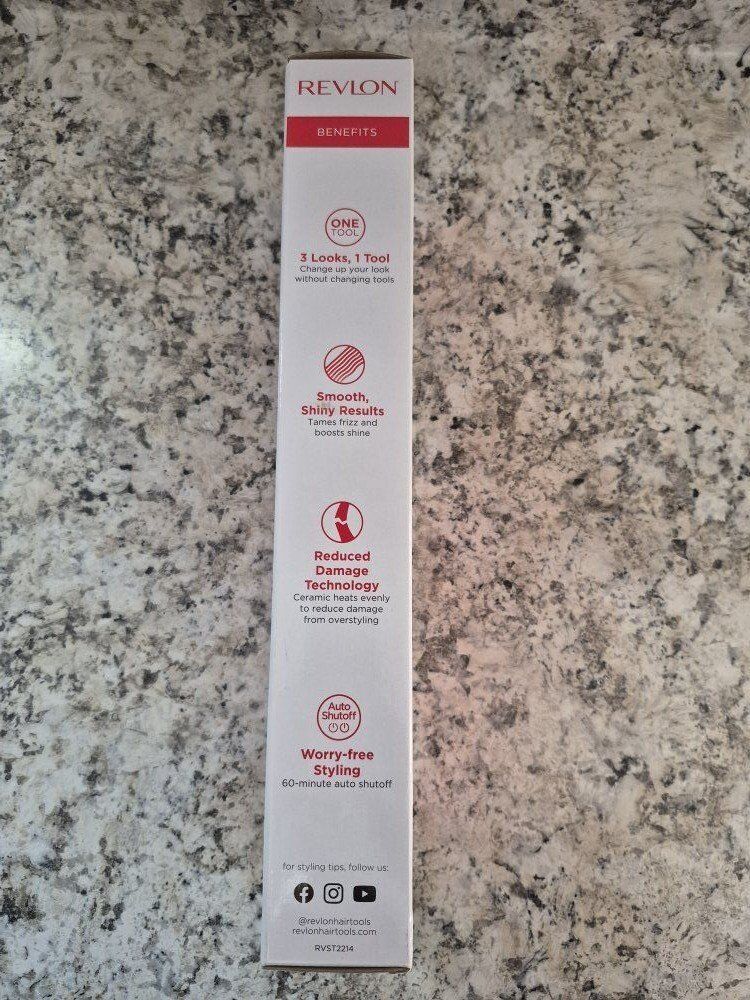 REVLON
BENEFITS
ONE
TOOL
3 Looks, 1 Tool
Change up your look
without changing tools
Smooth,
Shiny Results
Tames frizz and
boosts shine
Reduced
Damage
Technology
Ceramic heats evenly
to reduce damage
from overstyling
Auto
Shutoff
Worry-free
Styling
60-minute auto shutoff
for styling tips, follow us:
@revlonhairtools
revlonhairtools.com
RVST2214